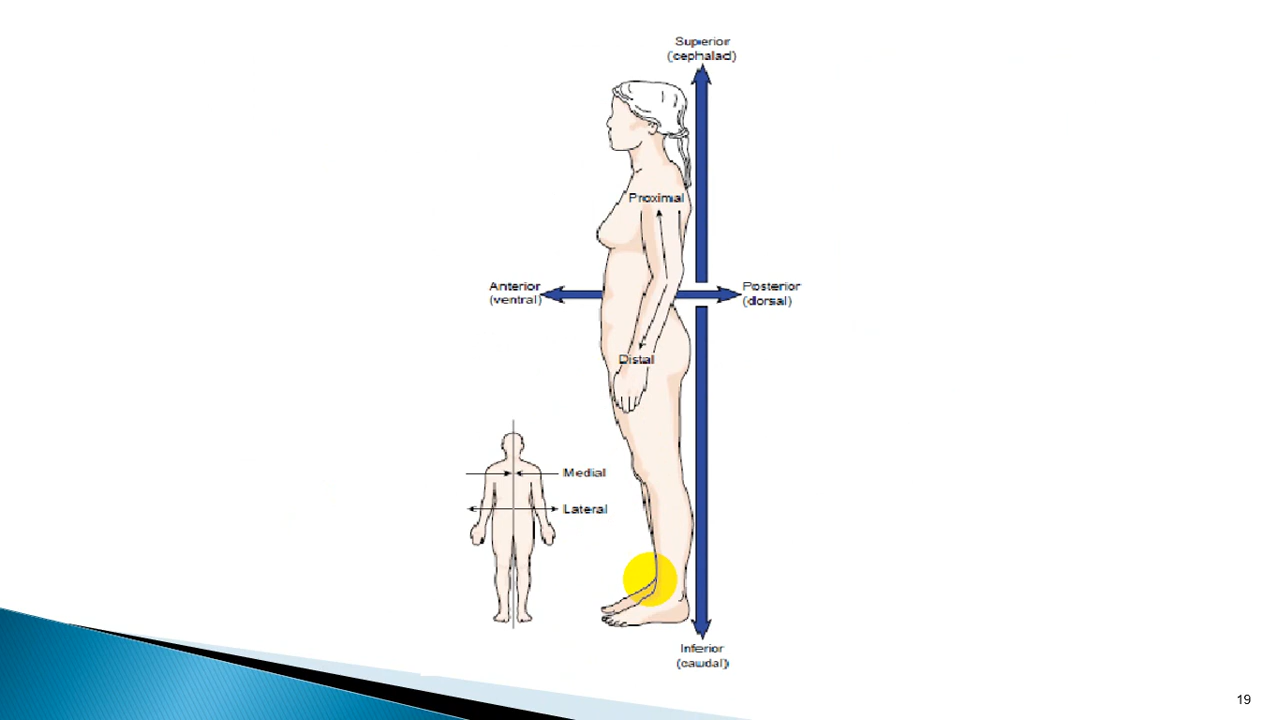 Superior
(cephalad)
Proximal
Anterior
(ventral)
Posterior
(dorsal)
Distal
Medial
Lateral
Inferior
(caudal)
19